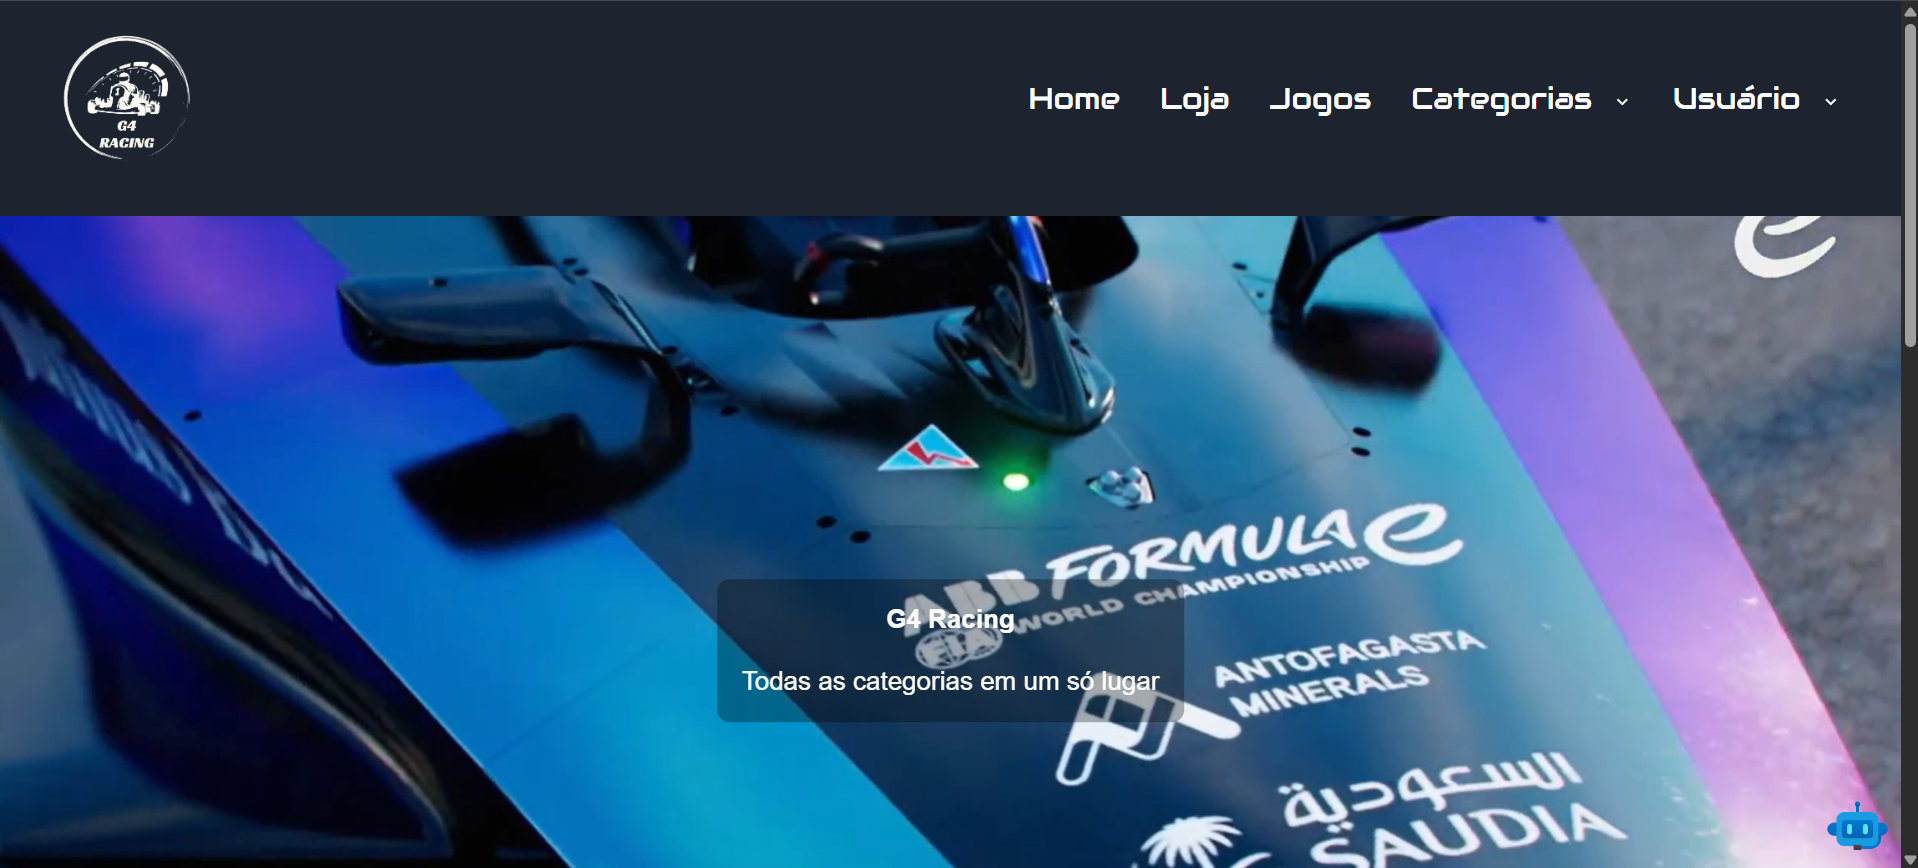 G4
RACING
Home Loja Jogos Categorias Usuário
e
ABB FORMULA e
FIA WORLD CHAMPIONSHIP
G4 Racing
Todas as categorias em um só lugar
ANTOFAGASTA
MINERALS
السعودية
SAUDIA